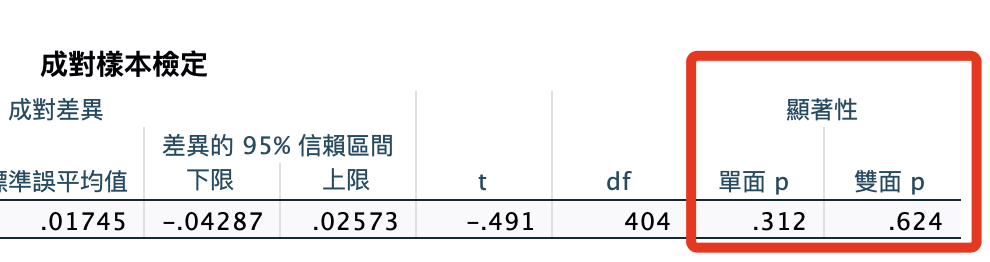 成對樣本檢定
成對差異
顯著性
差異的 95% 信賴區間
標準誤平均值 下限 上限 t df 單面 p 雙面 p
.01745 -.04287 .02573 -.491 404 .312 .624